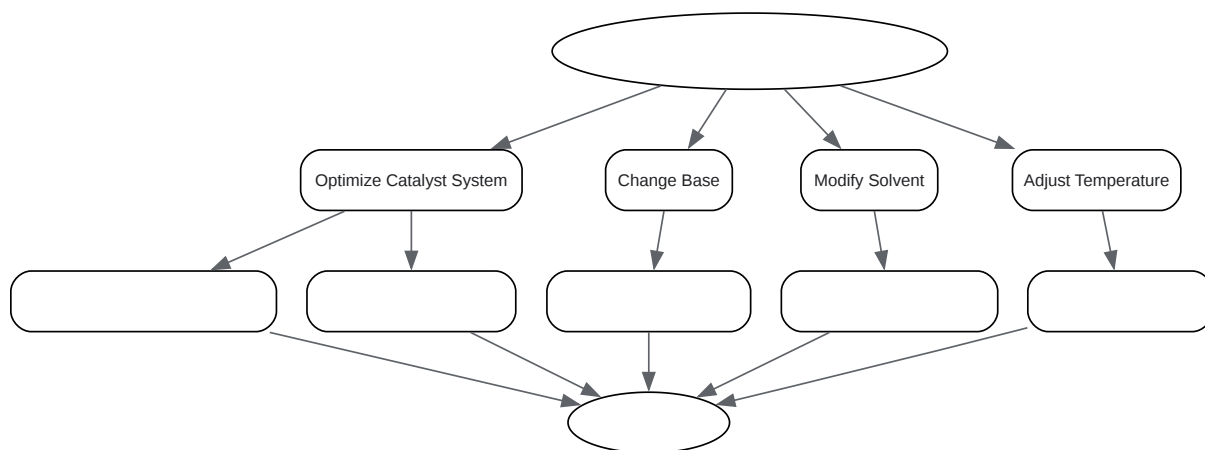 Optimize Catalyst System
Change Base
Modify Solvent
Adjust Temperature